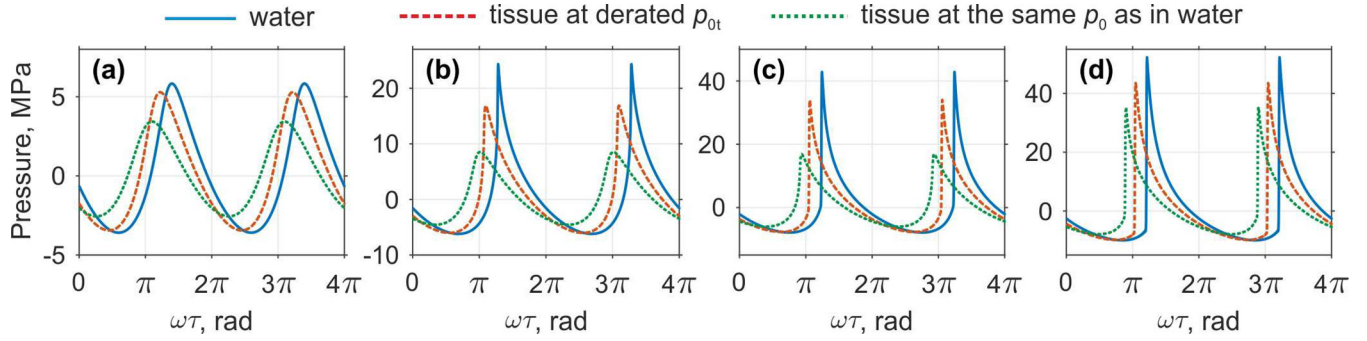 water tissue at derated p0t tissue at the same p0 as in water
(a) (b) (c) (d)
Pressure, MPa
5
0
-5
20
10
0
-10
40
20
0
40
20
0
0 π 2π 3π 4π 0 π 2π 3π 4π 0 π 2π 3π 4π 0 π 2π 3π 4π
ωτ, rad ωτ, rad ωτ, rad ωτ, rad